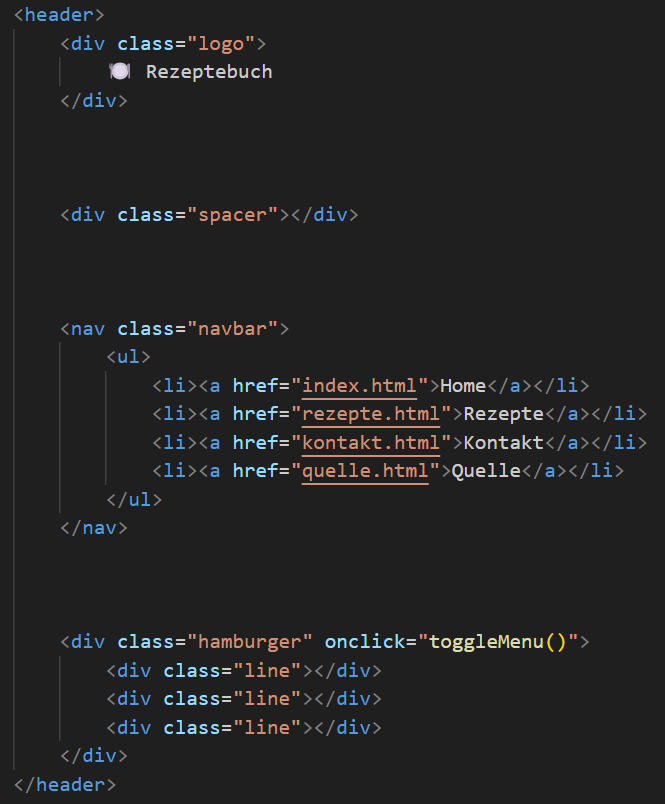 <header>
<div class="logo">
🍽️ Rezeptebuch
</div>
<div class="spacer"></div>
<nav class="navbar">
<ul>
<li><a href="index.html">Home</a></li>
<li><a href="rezepte.html">Rezepte</a></li>
<li><a href="kontakt.html">Kontakt</a></li>
<li><a href="quelle.html">Quelle</a></li>
</ul>
</nav>
<div class="hamburger" onclick="toggleMenu()">
<div class="line"></div>
<div class="line"></div>
<div class="line"></div>
</div>
</header>